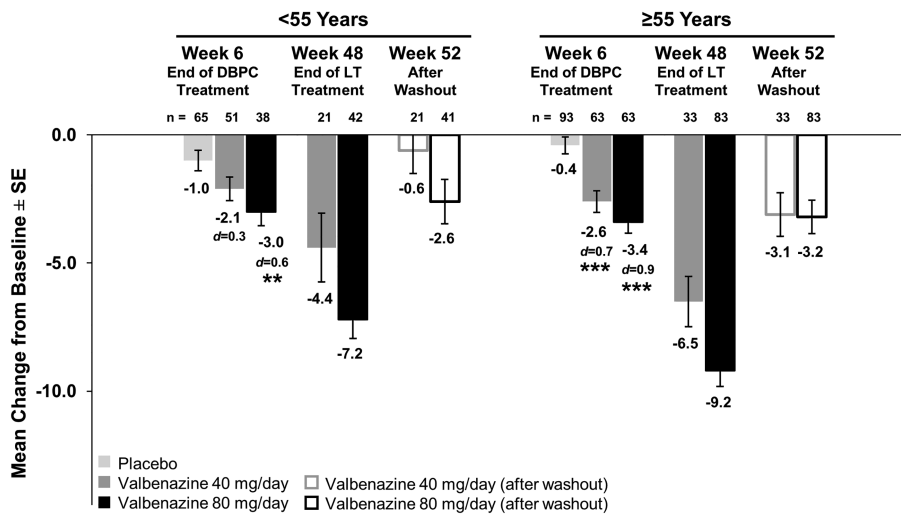 <55 Years ≥55 Years
Week 6 Week 48 Week 52 Week 6 Week 48 Week 52
End of DBPC End of LT After End of DBPC End of LT After
Treatment Treatment Washout Treatment Treatment Washout
n = 65 51 38 21 42 21 41 n = 93 63 63 33 83 33 83
0.0
-5.0
-10.0
Mean Change from Baseline ± SE
-1.0
-2.1
d=0.3
-3.0
d=0.6
**
-4.4
-7.2
-0.6
-2.6
-0.4
-2.6
d=0.7
***
-3.4
d=0.9
***
-6.5
-9.2
-3.1
-3.2
Placebo
Valbenazine 40 mg/day Valbenazine 40 mg/day (after washout)
Valbenazine 80 mg/day Valbenazine 80 mg/day (after washout)